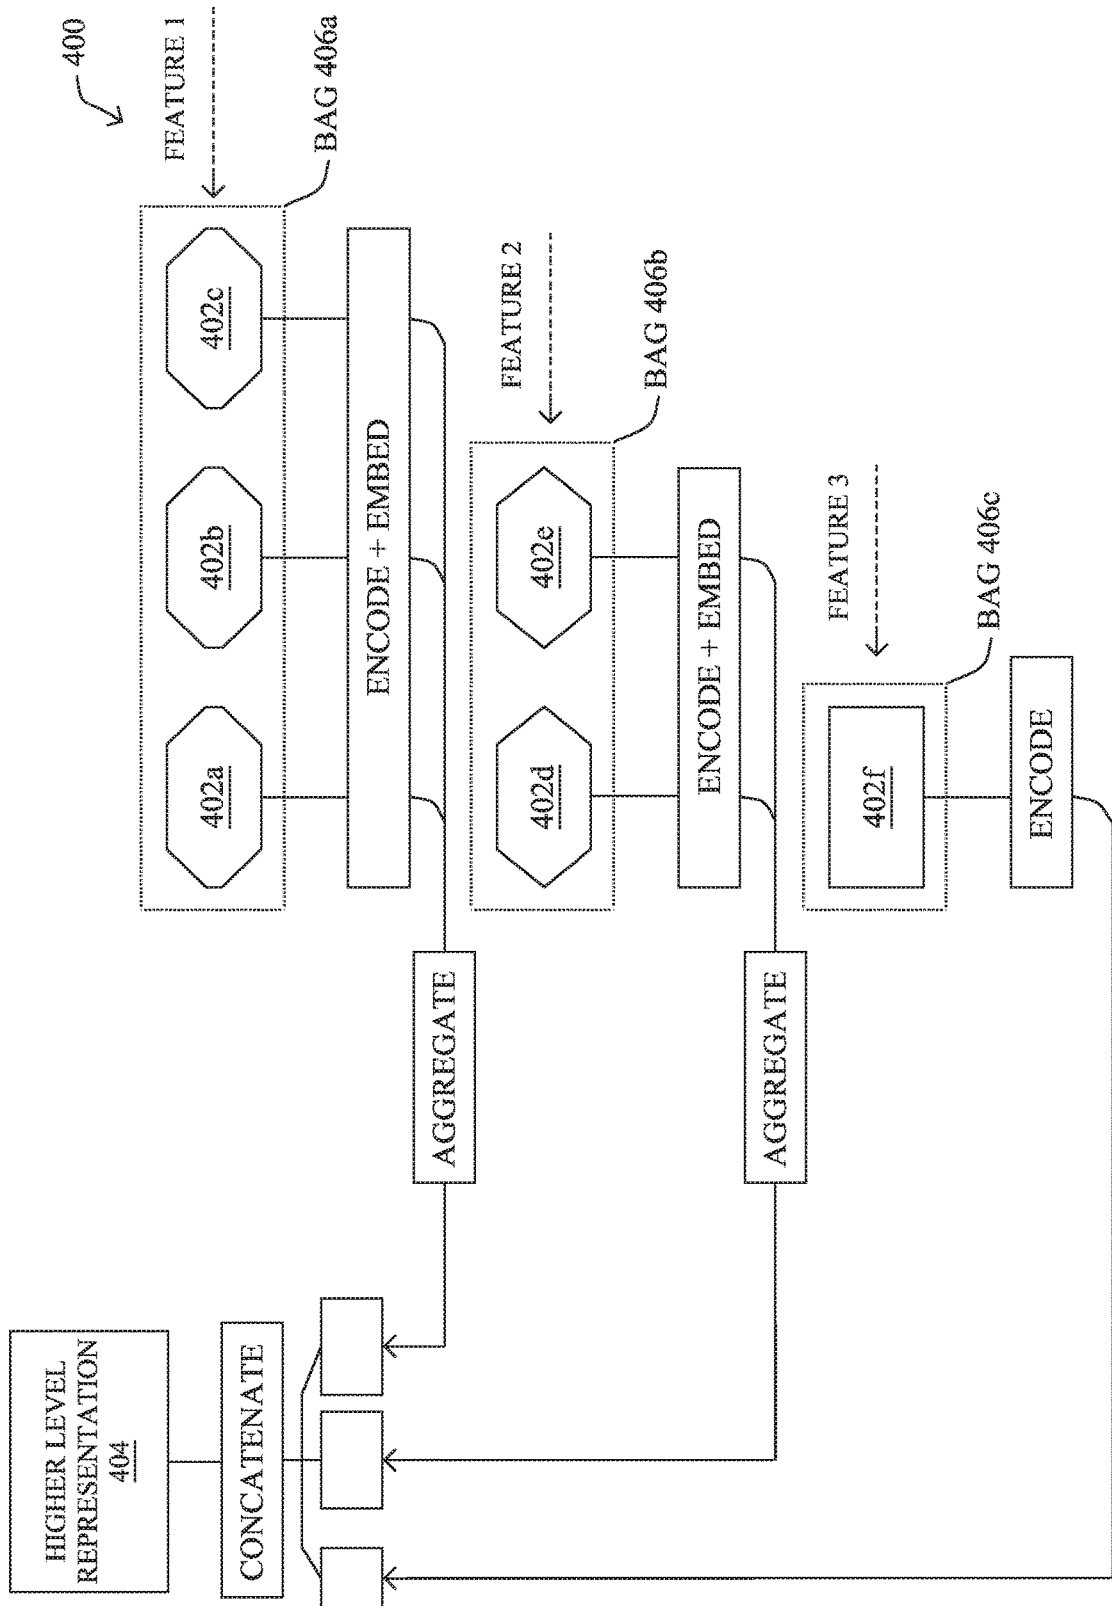 400
FEATURE 1
BAG 406a
402a
402b
402c
ENCODE + EMBED
FEATURE 2
BAG 406b
402d
402e
ENCODE + EMBED
FEATURE 3
BAG 406c
402f
ENCODE
AGGREGATE
AGGREGATE
HIGHER LEVEL
REPRESENTATION
404
CONCATENATE